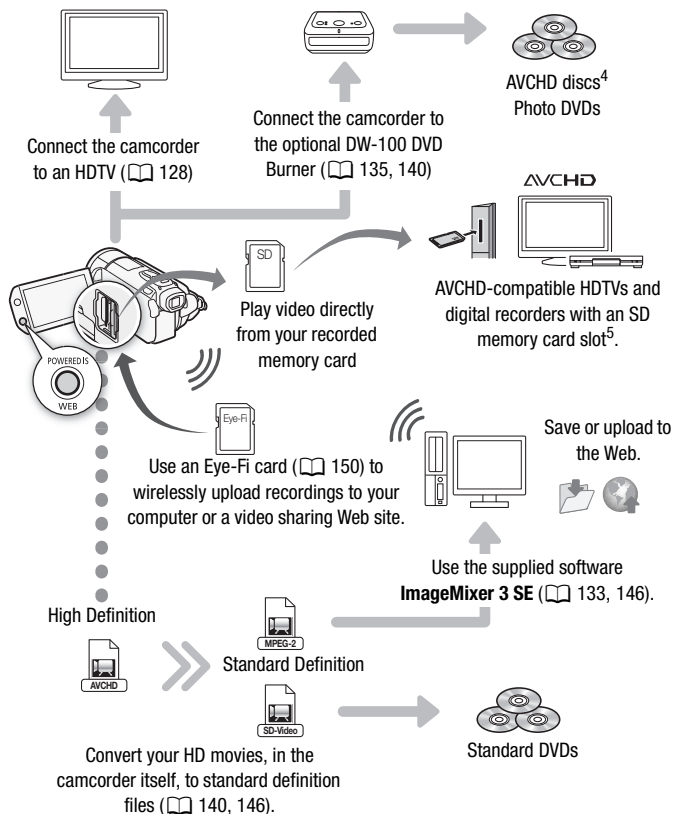 AVCHD discs4
Photo DVDs
Connect the camcorder
to an HDTV (128)
Connect the camcorder to
the optional DW-100 DVD
Burner (135, 140)
AVCHD
SD
Play video directly
from your recorded
memory card
AVCHD-compatible HDTVs and
digital recorders with an SD
memory card slot5.
POWERED IS
WEB
Eye-Fi
Use an Eye-Fi card (150) to
wirelessly upload recordings to your
computer or a video sharing Web site.
Save or upload to
the Web.
Use the supplied software
ImageMixer 3 SE (133, 146).
High Definition
AVCHD
MPEG-2
Standard Definition
SD-Video
Standard DVDs
Convert your HD movies, in the
camcorder itself, to standard definition
files (140, 146).